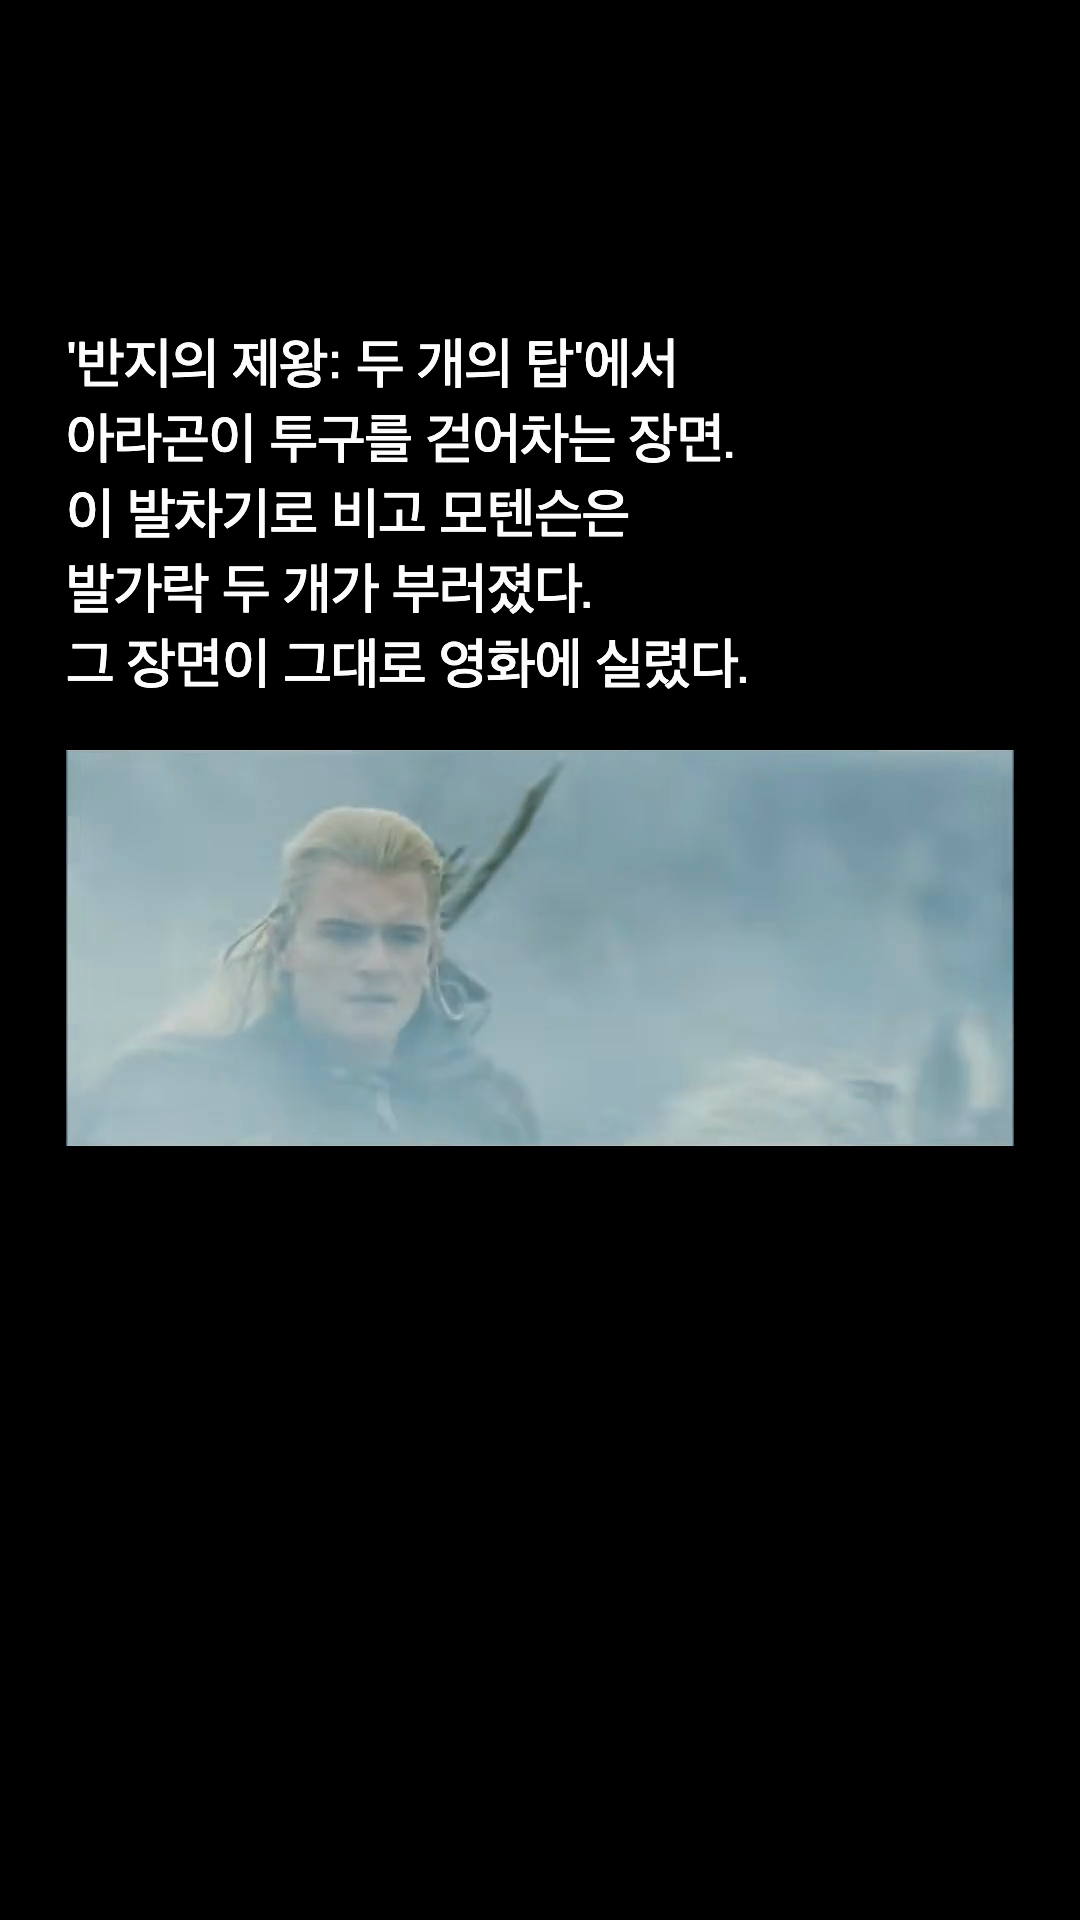 '반지의 제왕: 두 개의 탑'에서
아라곤이 투구를 걷어차는 장면.
이 발차기로 비고 모텐슨은
발가락 두 개가 부러졌다.
그 장면이 그대로 영화에 실렸다.